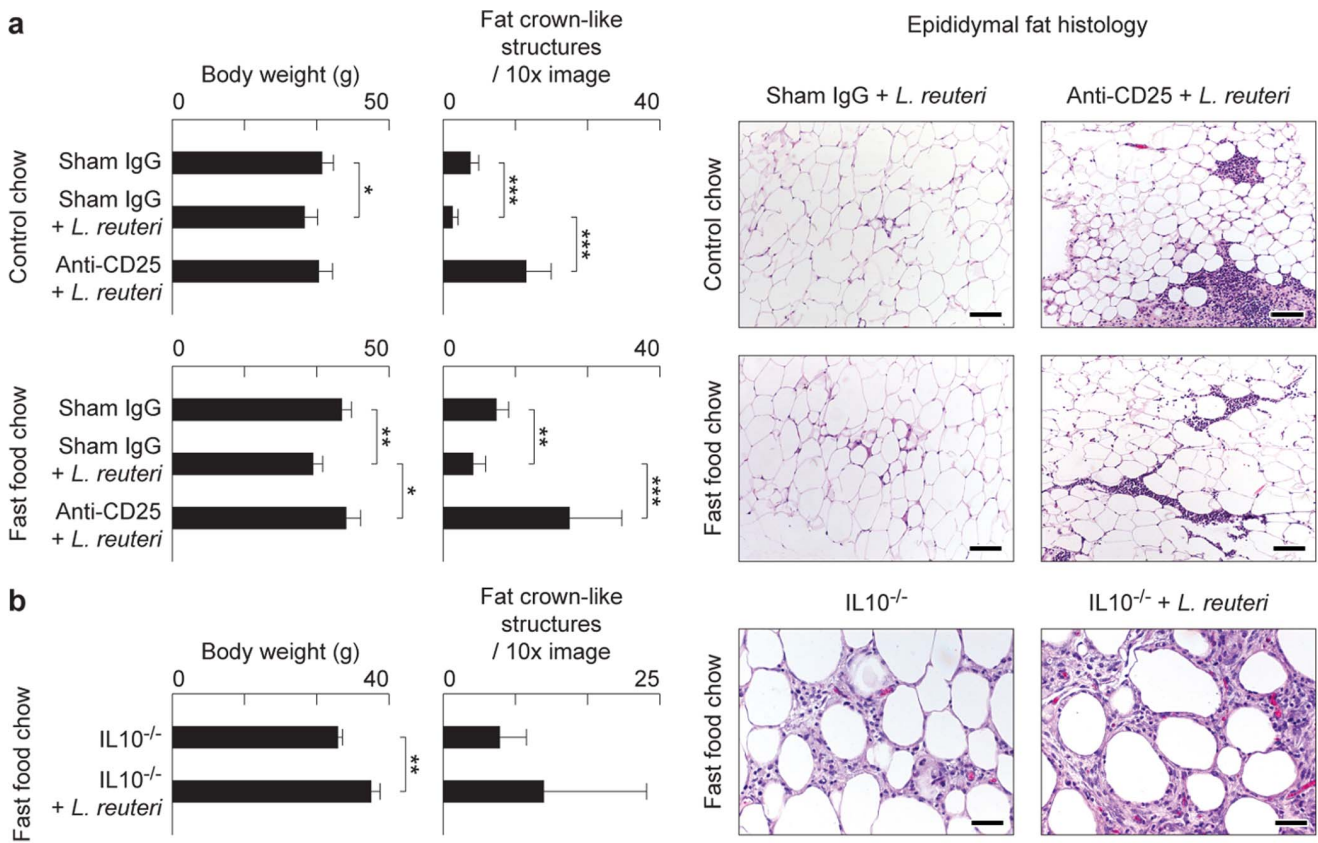 a
Fat crown-like
structures
/ 10x image
Body weight (g)
Epididymal fat histology
0 50
0 40
Sham IgG + L. reuteri
Anti-CD25 + L. reuteri
Control chow
Sham IgG
Sham IgG
+ L. reuteri
Anti-CD25
+ L. reuteri
*
***
***
Control chow
0 50
0 40
Fast food chow
Sham IgG
Sham IgG
+ L. reuteri
Anti-CD25
+ L. reuteri
**
*
**
***
Fast food chow
b
Fat crown-like
structures
/ 10x image
Body weight (g)
IL10-/-
IL10-/- + L. reuteri
0 40
0 25
Fast food chow
IL10-/-
IL10-/-
+ L. reuteri
**
Fast food chow